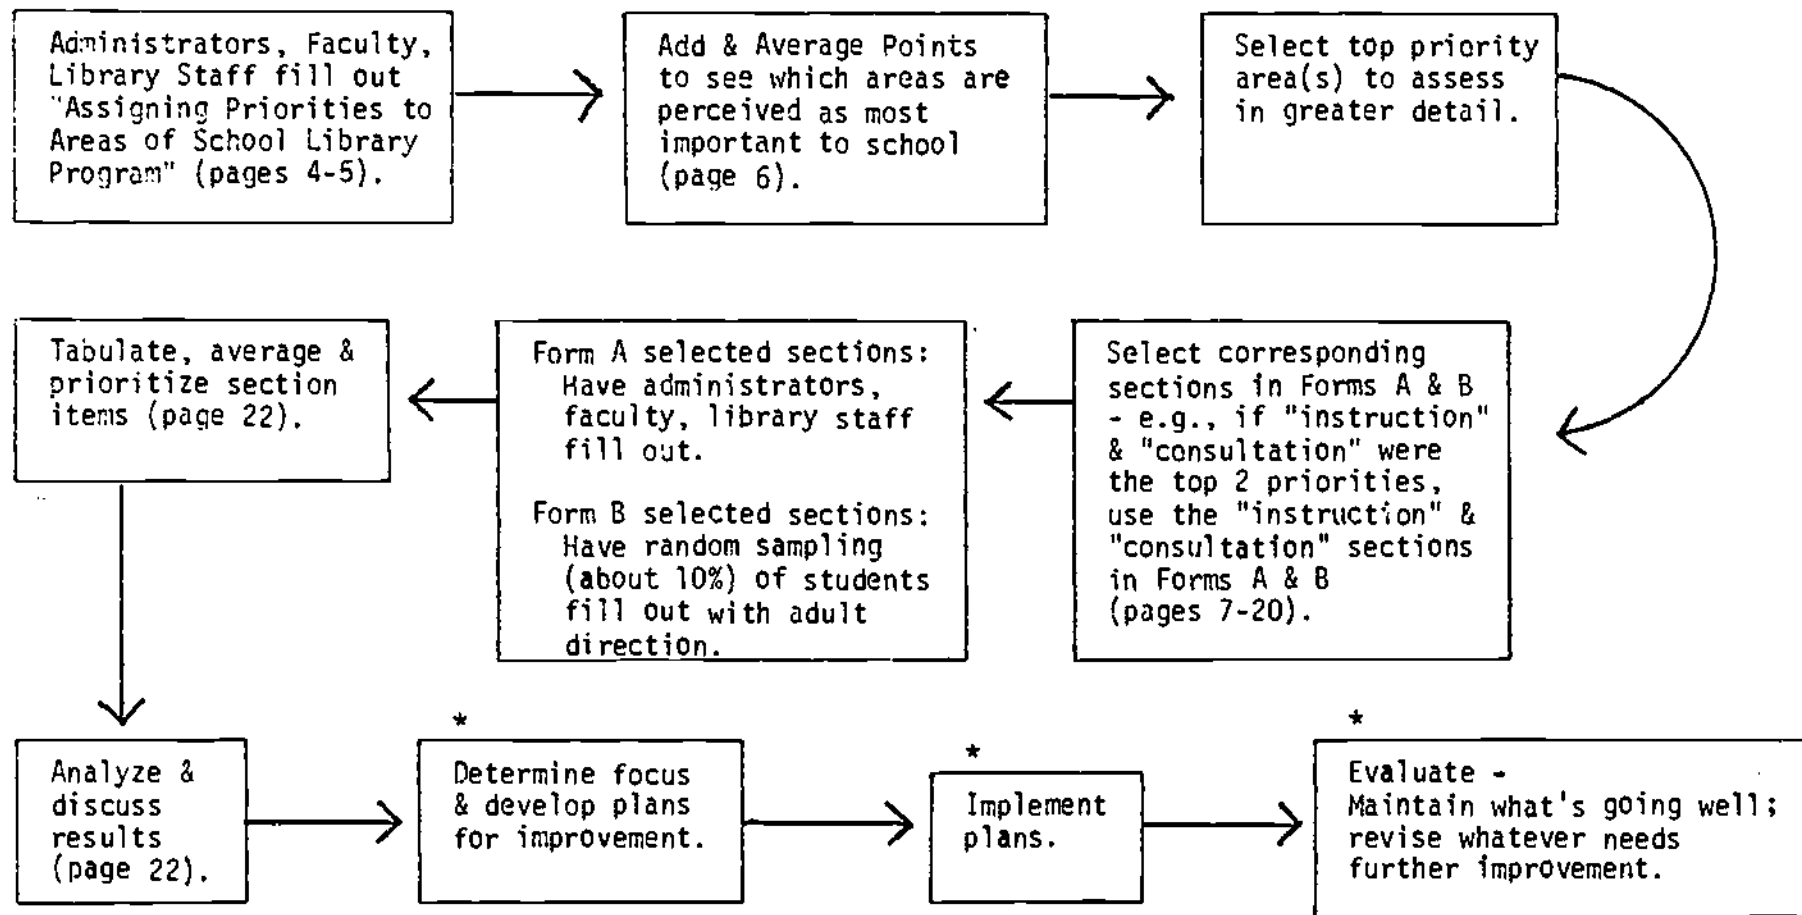 Administrators, Faculty,
Library Staff fill out
"Assigning Priorities to
Areas of School Library
Program" (pages 4-5).
Add & Average Points
to see which areas are
perceived as most
important to school
(page 6).
Select top priority
area(s) to assess
in greater detail.
Select corresponding
sections in Forms A & B
- e.g., if "instruction"
& "consultation" were
the top 2 priorities,
use the "instruction" &
"consultation" sections
in Forms A & B
(pages 7-20).
Form A selected sections:
Have administrators,
faculty, library staff
fill out.
Form B selected sections:
Have random sampling
(about 10%) of students
fill out with adult
direction.
Tabulate, average &
prioritize section
items (page 22).
Analyze &
discuss
results
(page 22).
*
Determine focus
& develop plans
for improvement.
*
Implement
plans.
*
Evaluate -
Maintain what's going well;
revise whatever needs
further improvement.